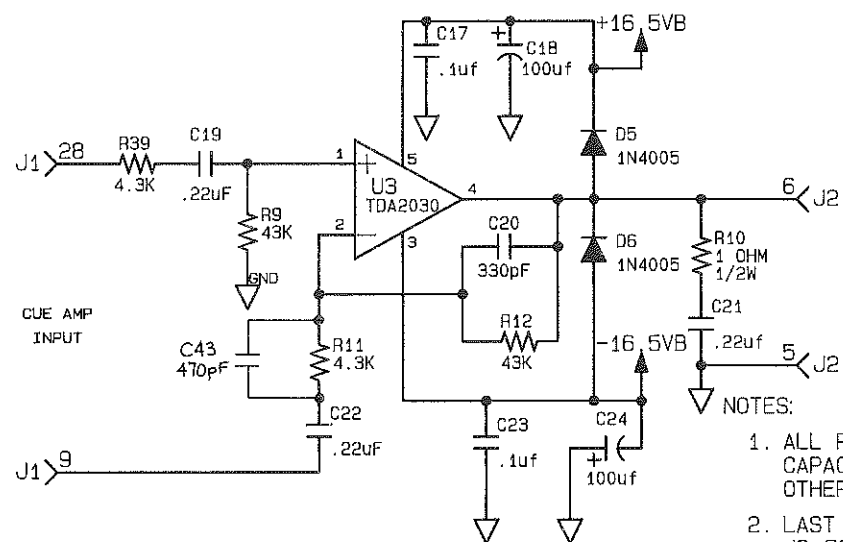 +16.5VB
C17
.1uf
+
C18
100uf
D5
1N4005
J1
28
R39
4.3K
C19
.22uF
1
+
5
U3
TDA2030
4
6
J2
R9
43K
GND
2
3
C20
330pF
D6
1N4005
R10
1 OHM
1/2W
R12
43K
CUE AMP
INPUT
C43
470pF
R11
4.3K
C21
.22uf
-16.5VB
5
J2
C22
.22uF
J1
9
C23
.1uf
C24
+
100uf
NOTES:
1. ALL
CAPAC
OTHER
2. LAST